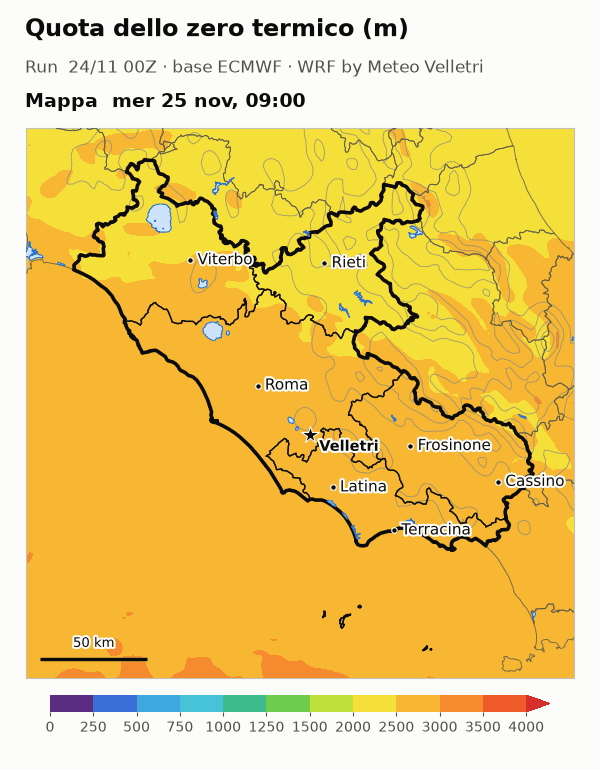 Quota dello zero termico (m)
Run 24/11 00Z · base ECMWF · WRF by Meteo Velletri
Mappa mer 25 nov, 09:00
Viterbo
Rieti
Roma
Velletri
Frosinone
Latina
Cassino
Terracina
50 km
0 250 500 750 1000 1250 1500 2000 2500 3000 3500 4000